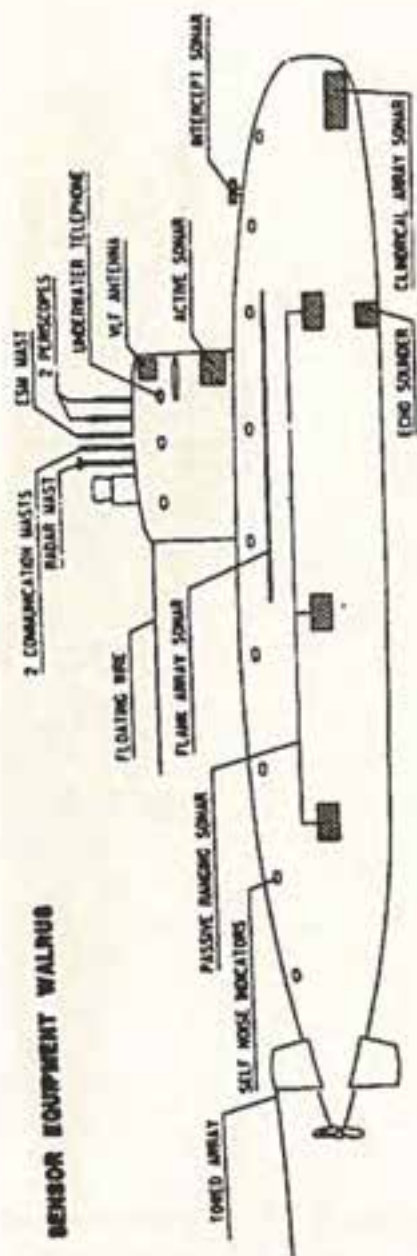 SENSOR EQUIPMENT WALRUS
2 COMMUNICATION MASTS
RADAR MAST
ESM MAST
2 PERISCOPES
UNDERWATER TELEPHONE
VLF ANTENNA
ACTIVE SONAR
INTERCEPT SONAR
FLOATING WIRE
FLANK ARRAY SONAR
PASSIVE RANGING SONAR
SELF NOISE INDICATORS
TOWED ARRAY
ECHO SOUNDER
CLINDRICAL ARRAY SONAR